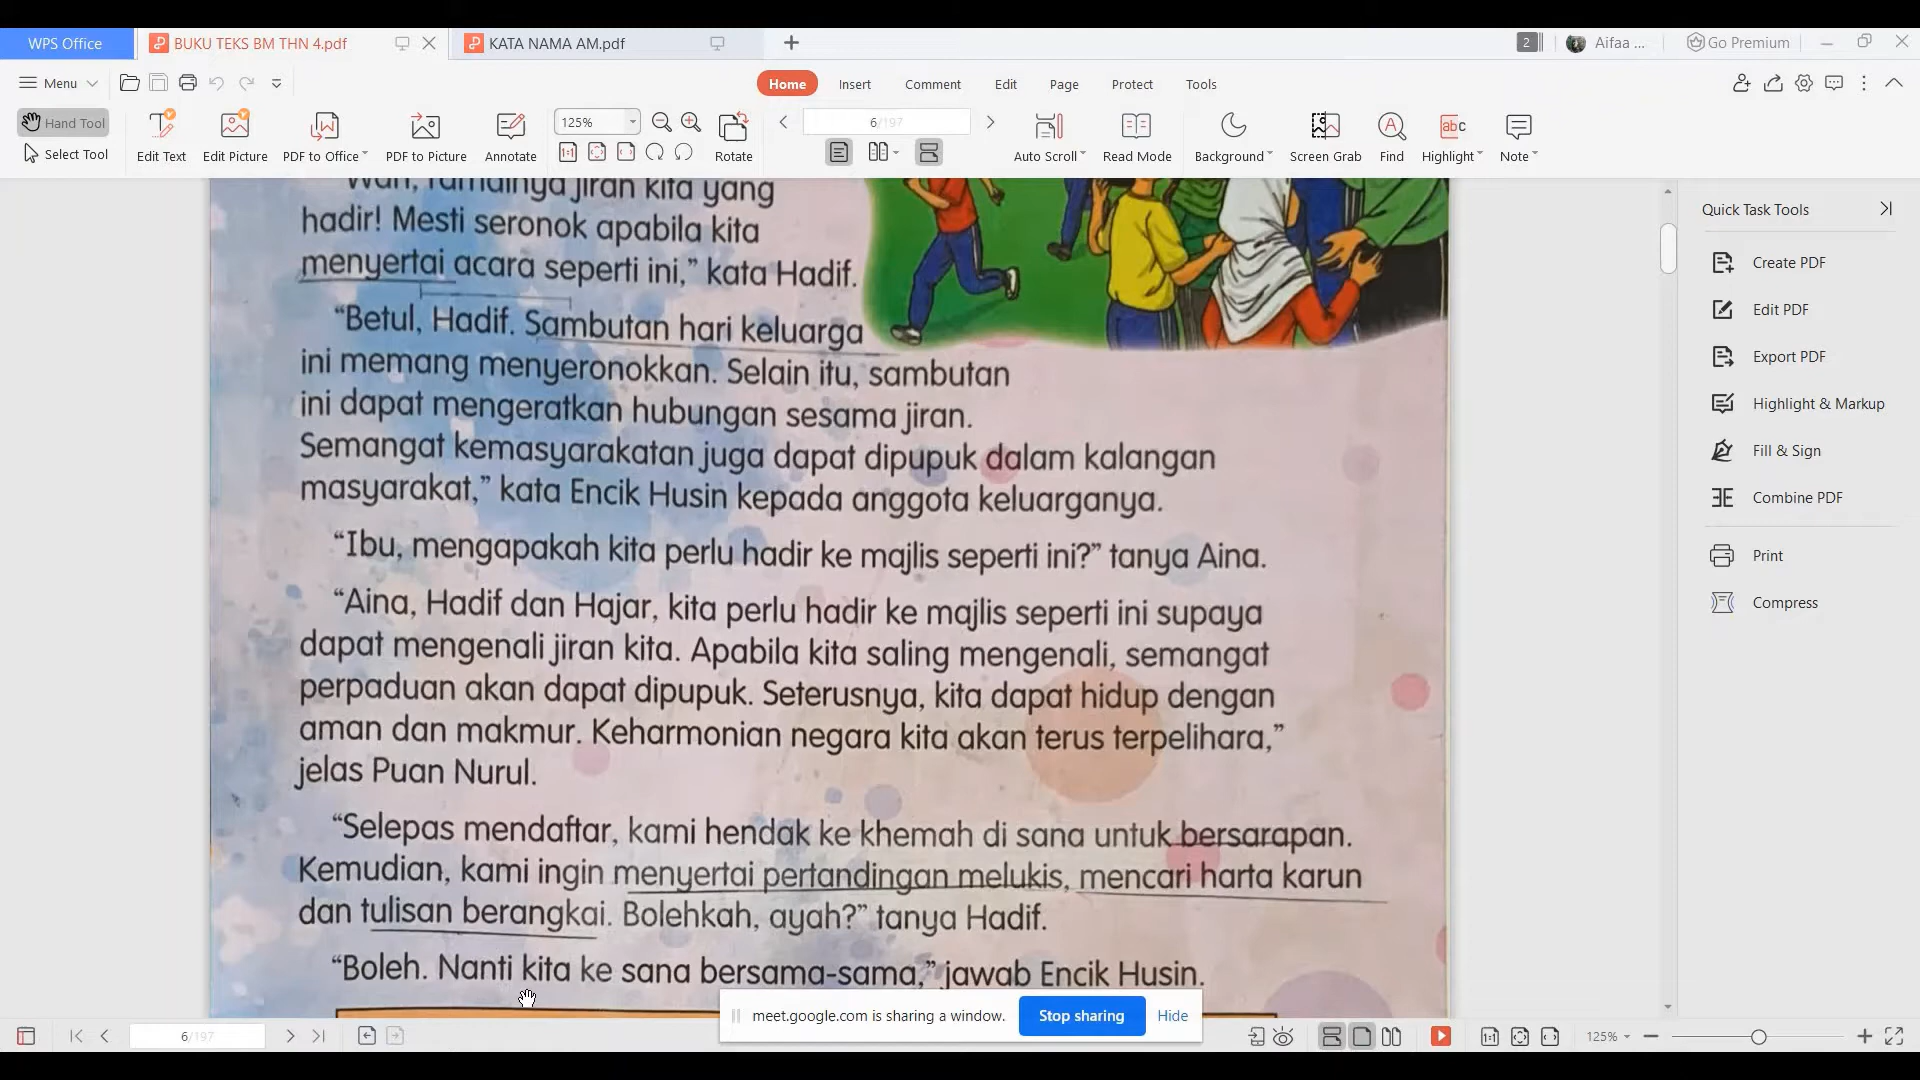 WPS Office
BUKU TEKS BM THN 4.pdf
KATA NAMA AM.pdf
2
Aifaa ...
Go Premium
Menu
Home
Insert
Comment
Edit
Page
Protect
Tools
Hand Tool
Select Tool
Edit Text
Edit Picture
PDF to Office
PDF to Picture
Annotate
125%
Rotate
6/197
Auto Scroll
Read Mode
Background
Screen Grab
Find
Highlight
Note
"Wah, ramainya jiran kita yang
hadir! Mesti seronok apabila kita
menyertai acara seperti ini," kata Hadif.
"Betul, Hadif. Sambutan hari keluarga
ini memang menyeronokkan. Selain itu, sambutan
ini dapat mengeratkan hubungan sesama jiran.
Semangat kemasyarakatan juga dapat dipupuk dalam kalangan
masyarakat," kata Encik Husin kepada anggota keluarganya.
"Ibu, mengapakah kita perlu hadir ke majlis seperti ini?" tanya Aina.
"Aina, Hadif dan Hajar, kita perlu hadir ke majlis seperti ini supaya
dapat mengenali jiran kita. Apabila kita saling mengenali, semangat
perpaduan akan dapat dipupuk. Seterusnya, kita dapat hidup dengan
aman dan makmur. Keharmonian negara kita akan terus terpelihara,"
jelas Puan Nurul.
"Selepas mendaftar, kami hendak ke khemah di sana untuk bersarapan.
Kemudian, kami ingin menyertai pertandingan melukis, mencari harta karun
dan tulisan berangkai. Bolehkah, ayah?" tanya Hadif.
"Boleh. Nanti kita ke sana bersama-sama," jawab Encik Husin.
Quick Task Tools
Create PDF
Edit PDF
Export PDF
Highlight & Markup
Fill & Sign
Combine PDF
Print
Compress
meet.google.com is sharing a window.
Stop sharing
Hide
6/197
125%